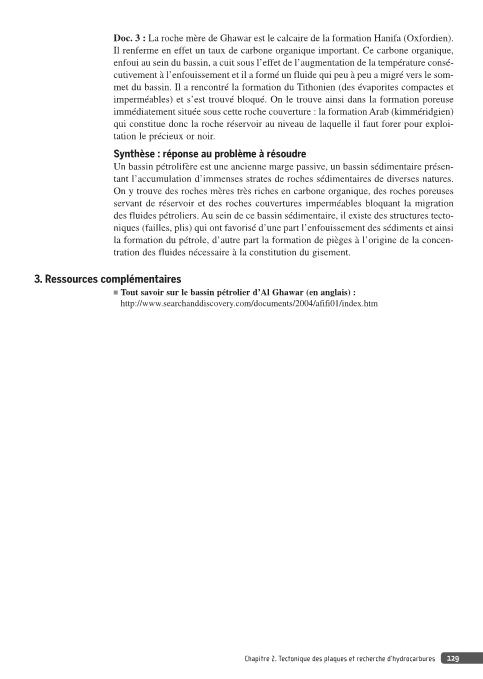 Doc. 3 : La roche mère de Ghawar est le calcaire de la formation Hanifa (Oxfordien).
Il renferme en effet un taux de carbone organique important. Ce carbone organique,
enfoui au sein du bassin, a cuit sous l'effet de l'augmentation de la température consé-
cutivement à l'enfouissement et il a formé un fluide qui peu à peu a migré vers le som-
met du bassin. Il a rencontré la formation du Tithonien (des évaporites compactes et
imperméables) et s'est trouvé bloqué. On le trouve ainsi dans la formation poreuse
immédiatement située sous cette roche couverture : la formation Arab (kimméridgien)
qui constitue donc la roche réservoir au niveau de laquelle il faut forer pour exploi-
tation le précieux or noir.
Synthèse : réponse au problème à résoudre
Un bassin pétrolifère est une ancienne marge passive, un bassin sédimentaire présen-
tant l'accumulation d'immenses strates de roches sédimentaires de diverses natures.
On y trouve des roches mères très riches en carbone organique, des roches poreuses
servant de réservoir et des roches couvertures imperméables bloquant la migration
des fluides pétroliers. Au sein de ce bassin sédimentaire, il existe des structures tecto-
niques (failles, plis) qui ont favorisé d'une part l'enfouissement des sédiments et ainsi
la formation du pétrole, d'autre part la formation de pièges à l'origine de la concen-
tration des fluides nécessaire à la constitution du gisement.
3. Ressources complémentaires
■ Tout savoir sur le bassin pétrolier d'Al Ghawar (en anglais) :
http://www.searchanddiscovery.com/documents/2004/afifi01/index.htm
Chapitre 2. Tectonique des plaques et recherche d'hydrocarbures 129